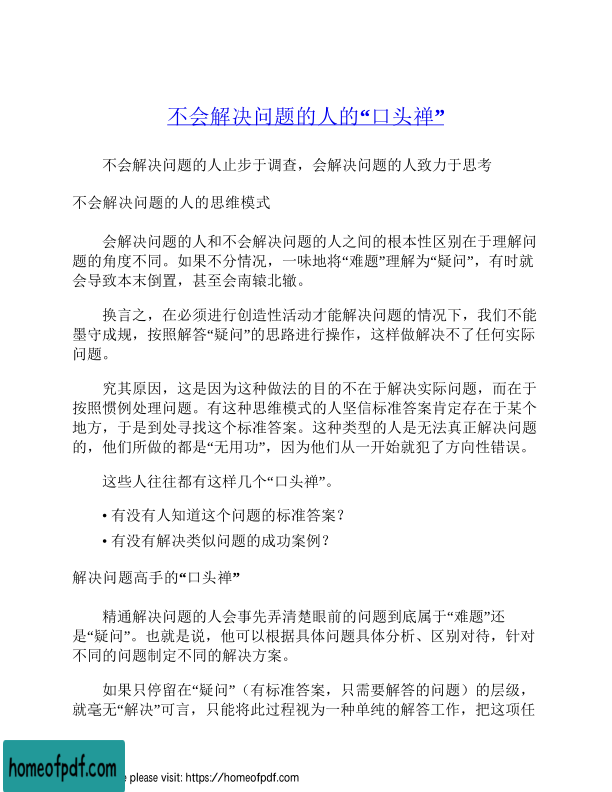 不会解决问题的人的“口头禅”
不会解决问题的人止步于调查，会解决问题的人致力于思考
不会解决问题的人的思维模式
会解决问题的人和不会解决问题的人之间的根本性区别在于理解问
题的角度不同。如果不分情况，一味地将“难题”理解为“疑问”，有时就
会导致本末倒置，甚至会南辕北辙。
换言之，在必须进行创造性活动才能解决问题的情况下，我们不能
墨守成规，按照解答“疑问”的思路进行操作，这样做解决不了任何实际
问题。
究其原因，这是因为这种做法的目的不在于解决实际问题，而在于
按照惯例处理问题。有这种思维模式的人坚信标准答案肯定存在于某个
地方，于是到处寻找这个标准答案。这种类型的人是无法真正解决问题
的，他们所做的都是“无用功”，因为他们从一开始就犯了方向性错误。
这些人往往都有这样几个“口头禅”。
• 有没有人知道这个问题的标准答案？
• 有没有解决类似问题的成功案例？
解决问题高手的“口头禅”
精通解决问题的人会事先弄清楚眼前的问题到底属于“难题”还
是“疑问”。也就是说，他可以根据具体问题具体分析、区别对待，针对
不同的问题制定不同的解决方案。
如果只停留在“疑问”（有标准答案，只需要解答的问题）的层级，
就毫无“解决”可言，只能将此过程视为一种单纯的解答工作，把这项任
homeofpdf.com
e please visit: https://homeofpdf.com